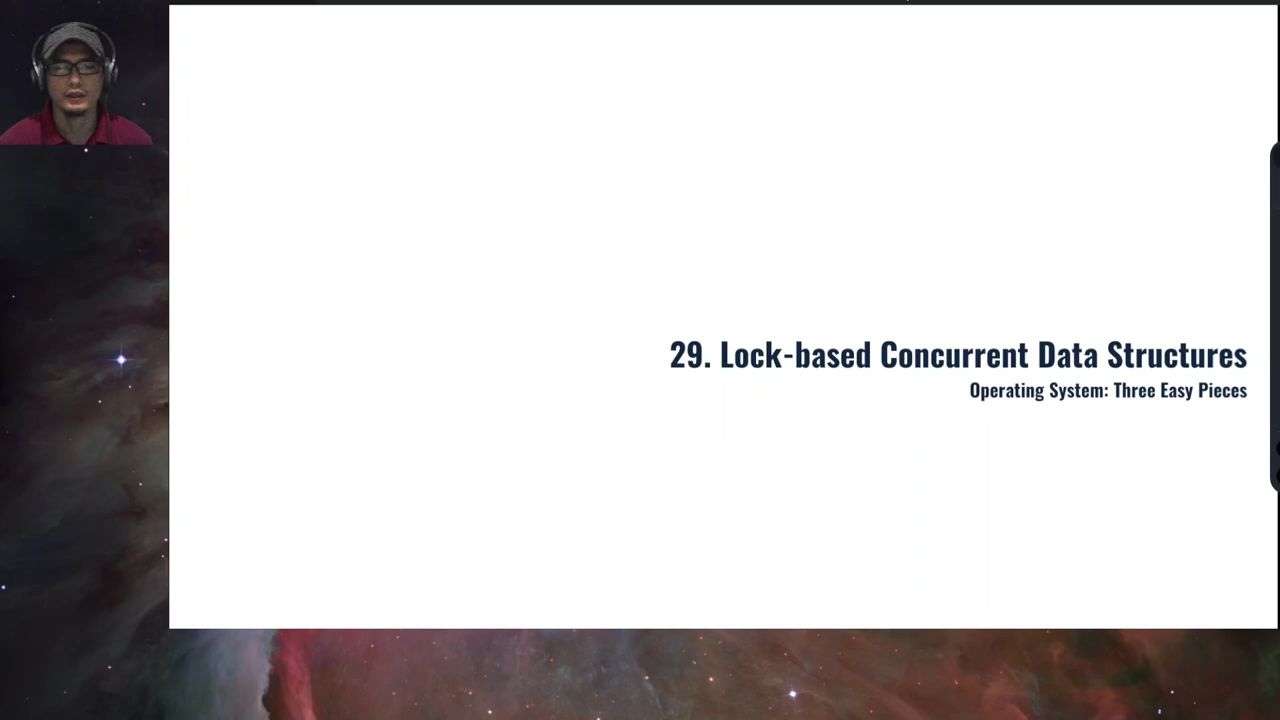 29. Lock-based Concurrent Data Structures
Operating System: Three Easy Pieces